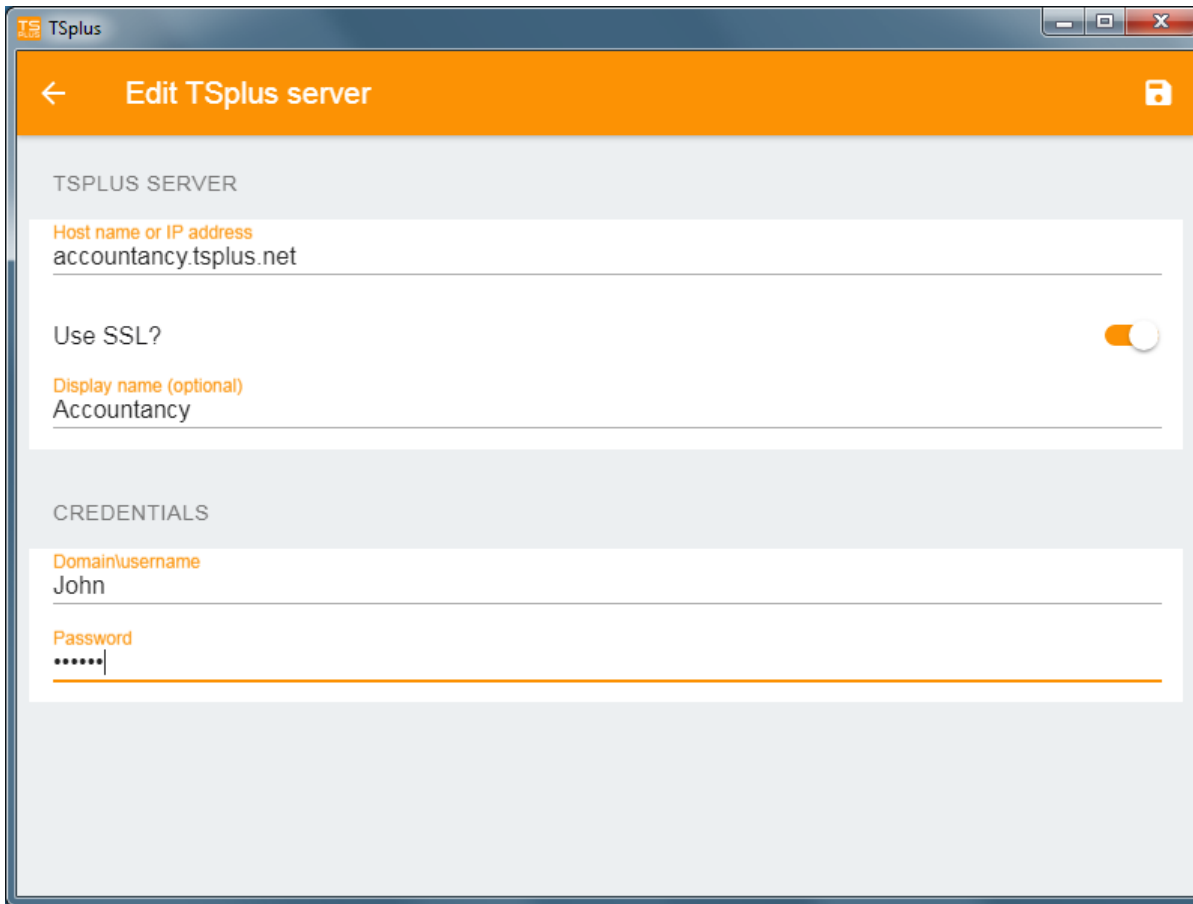 TS PLUS TSplus
Edit TSplus server
TSPLUS SERVER
Host name or IP address
accountancy.tsplus.net
Use SSL?
Display name (optional)
Accountancy
CREDENTIALS
Domain\username
John
Password
••••••